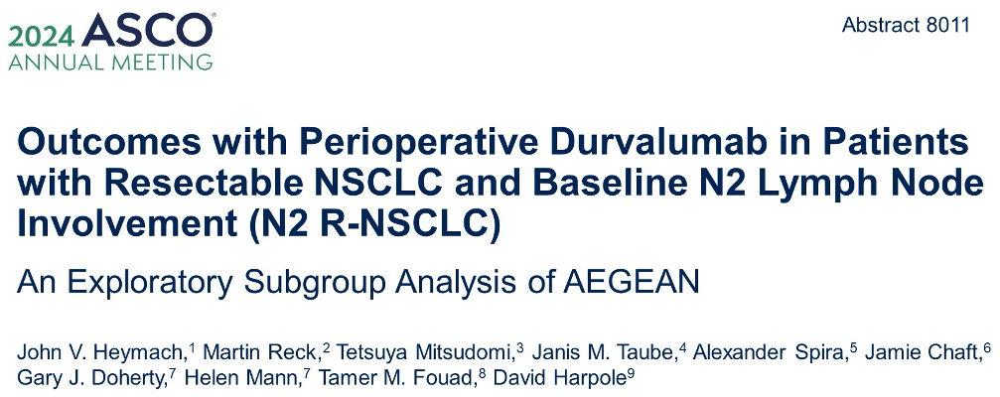 2024 ASCO®
ANNUAL MEETING
Abstract 8011
Outcomes with Perioperative Durvalumab in Patients
with Resectable NSCLC and Baseline N2 Lymph Node
Involvement (N2 R-NSCLC)
An Exploratory Subgroup Analysis of AEGEAN
John V. Heymach,¹ Martin Reck,² Tetsuya Mitsudomi,³ Janis M. Taube,⁴ Alexander Spira,⁵ Jamie Chaft,⁶
Gary J. Doherty,⁷ Helen Mann,⁷ Tamer M. Fouad,⁸ David Harpole⁹